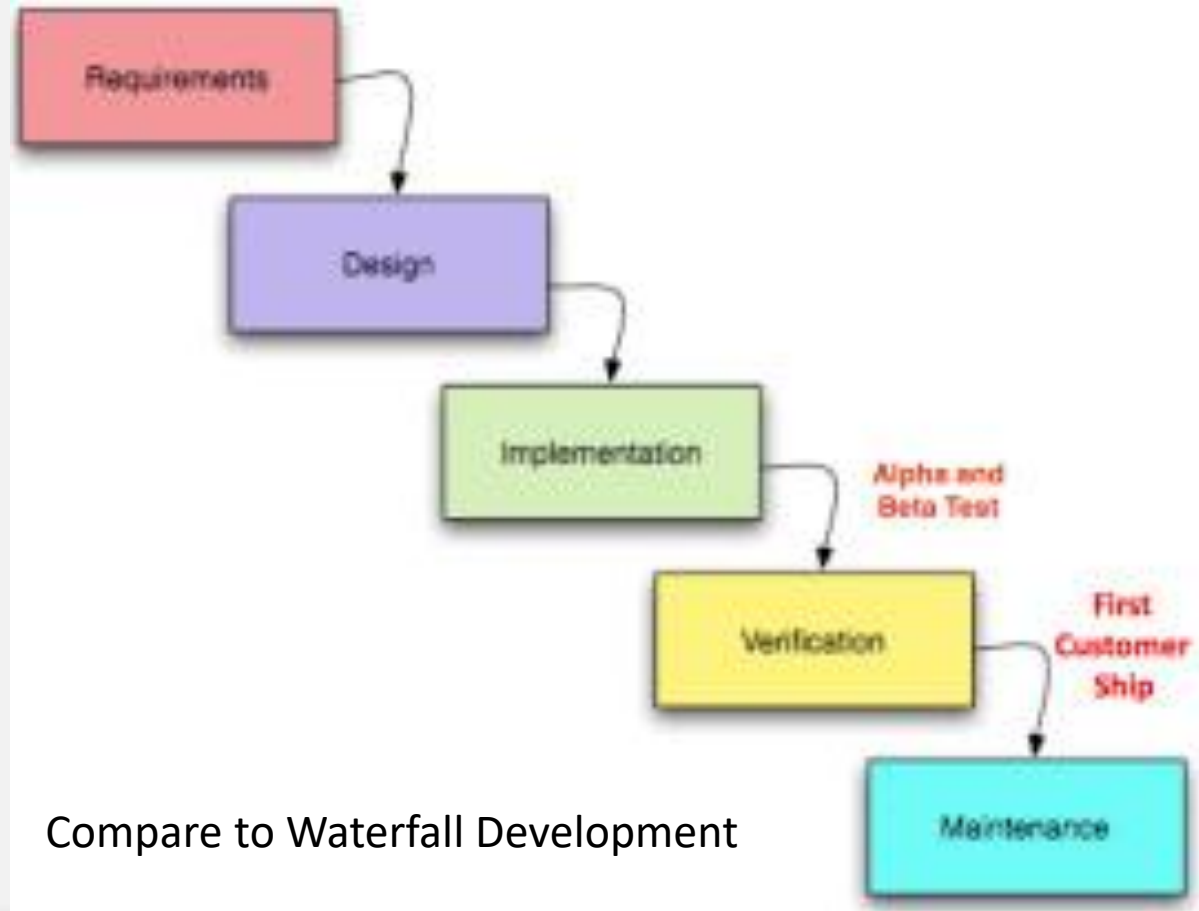 Requirements
Design
Implementation
Alpha and
Beta Test
Verification
First
Customer
Ship
Maintenance
Compare to Waterfall Development